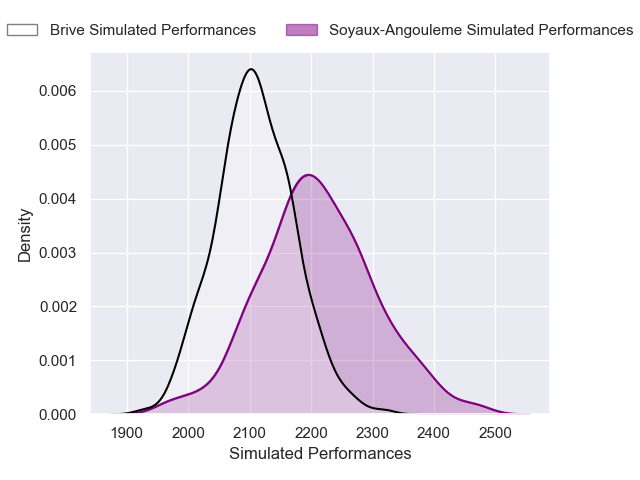 Brive Simulated Performances
Soyaux-Angouleme Simulated Performances
0.006
0.005
0.004
0.003
0.002
0.001
0.000
Density
1900 2000 2100 2200 2300 2400 2500
Simulated Performances